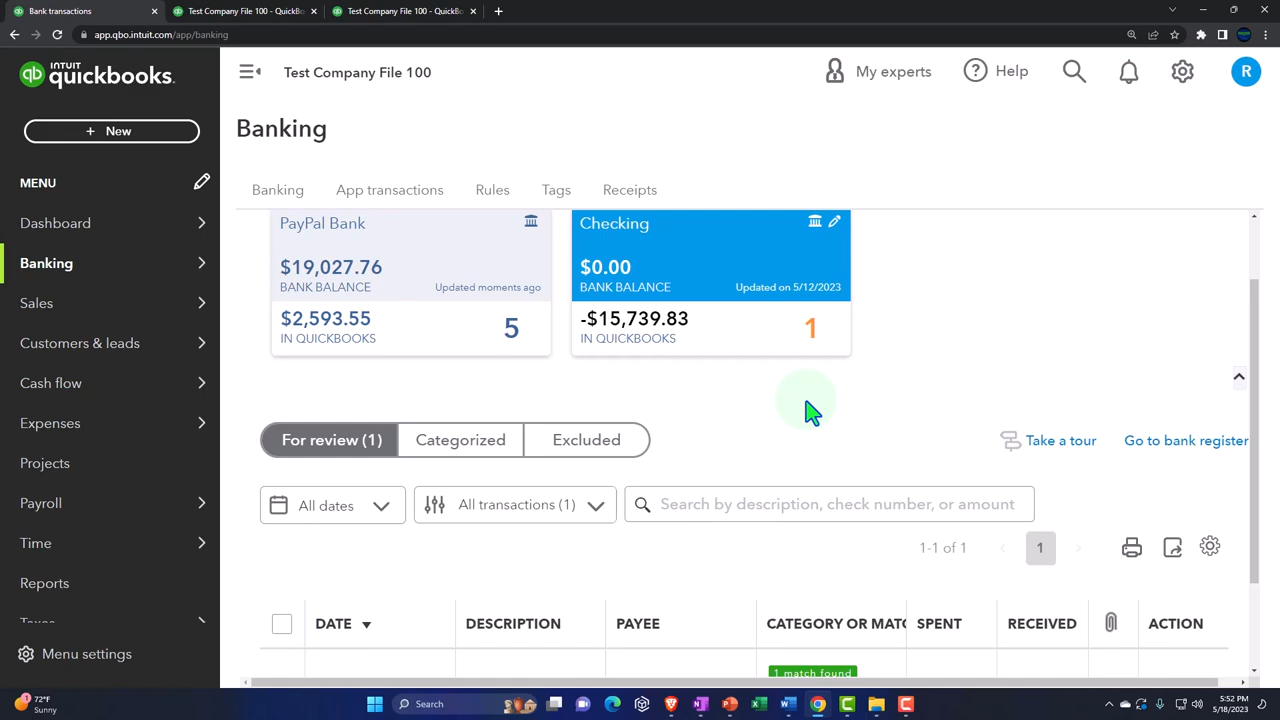 Bank transactions
Test Company File 100 - QuickBo
Test Company File 100 - QuickBo
app.qbo.intuit.com/app/banking
INTUIT
quickbooks.
Test Company File 100
My experts
Help
R
+ New
Banking
MENU
Banking
App transactions
Rules
Tags
Receipts
Dashboard
Banking
Sales
Customers & leads
Cash flow
Expenses
Projects
Payroll
Time
Reports
Taxes
Menu settings
PayPal Bank
$19,027.76
BANK BALANCE
Updated moments ago
$2,593.55
IN QUICKBOOKS
5
Checking
$0.00
BANK BALANCE
Updated on 5/12/2023
-$15,739.83
IN QUICKBOOKS
1
For review (1)
Categorized
Excluded
Take a tour
Go to bank register
All dates
All transactions (1)
Search by description, check number, or amount
1-1 of 1
1
DATE
DESCRIPTION
PAYEE
CATEGORY OR MATC
SPENT
RECEIVED
ACTION
1 match found
72°F
Sunny
Search
5:52 PM
5/18/2023